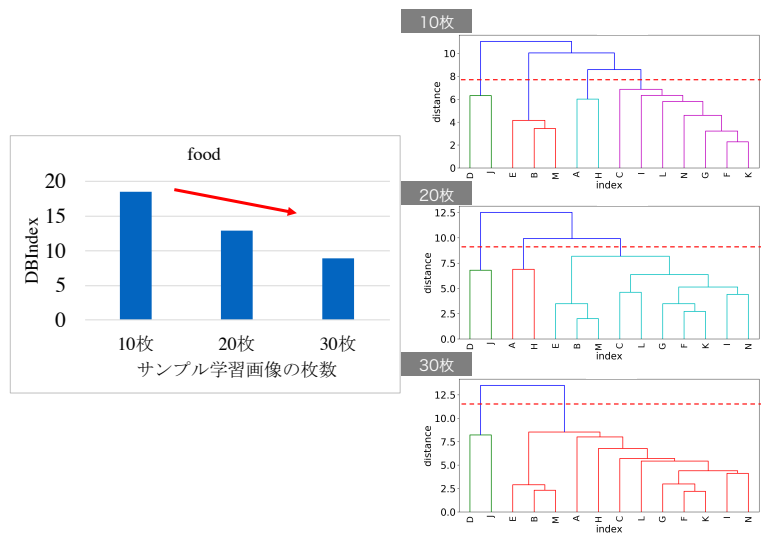 food
DBIndex
20
15
10
5
0
10枚 20枚 30枚
サンプル学習画像の枚数
10枚
distance
10
8
6
4
2
0
D J E B M A H C I L N G F K
index
20枚
distance
12.5
10.0
7.5
5.0
2.5
0.0
D J A H E B M C L G F K I N
index
30枚
distance
12.5
10.0
7.5
5.0
2.5
0.0
D J E B M A H C L G F K I N
index